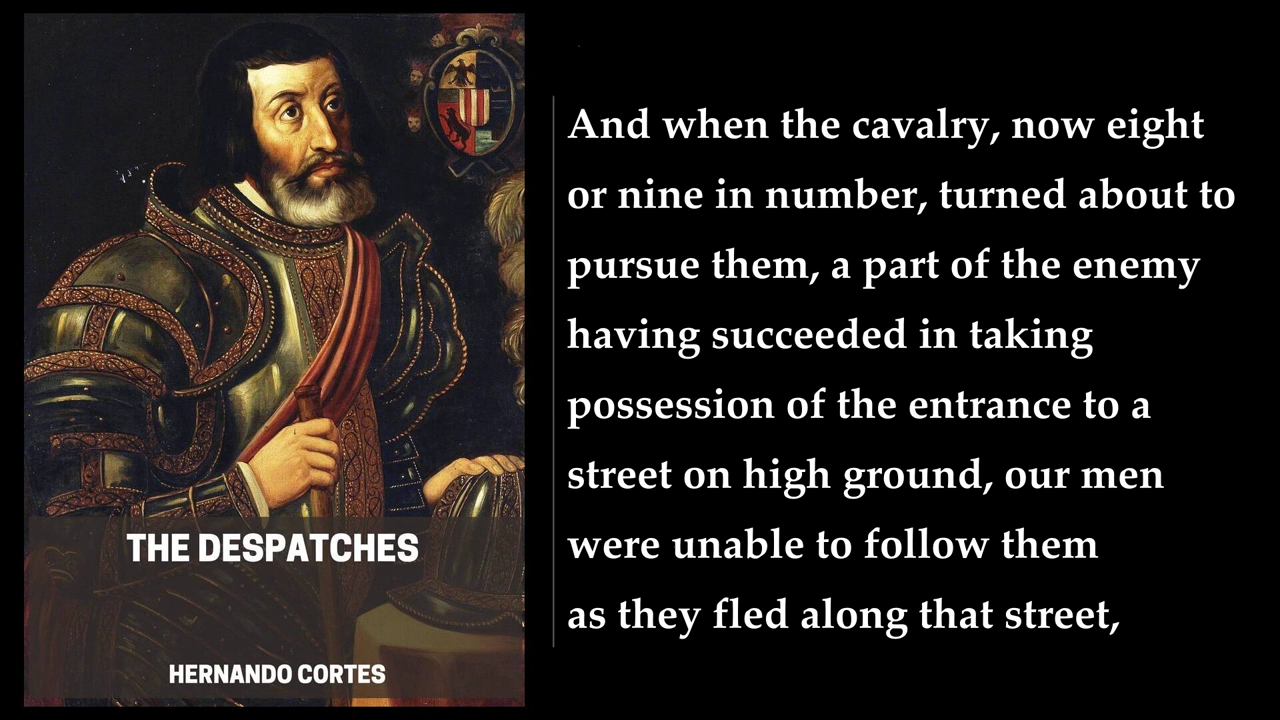 THE DESPATCHES
HERNANDO CORTES
And when the cavalry, now eight
or nine in number, turned about to
pursue them, a part of the enemy
having succeeded in taking
possession of the entrance to a
street on high ground, our men
were unable to follow them
as they fled along that street,